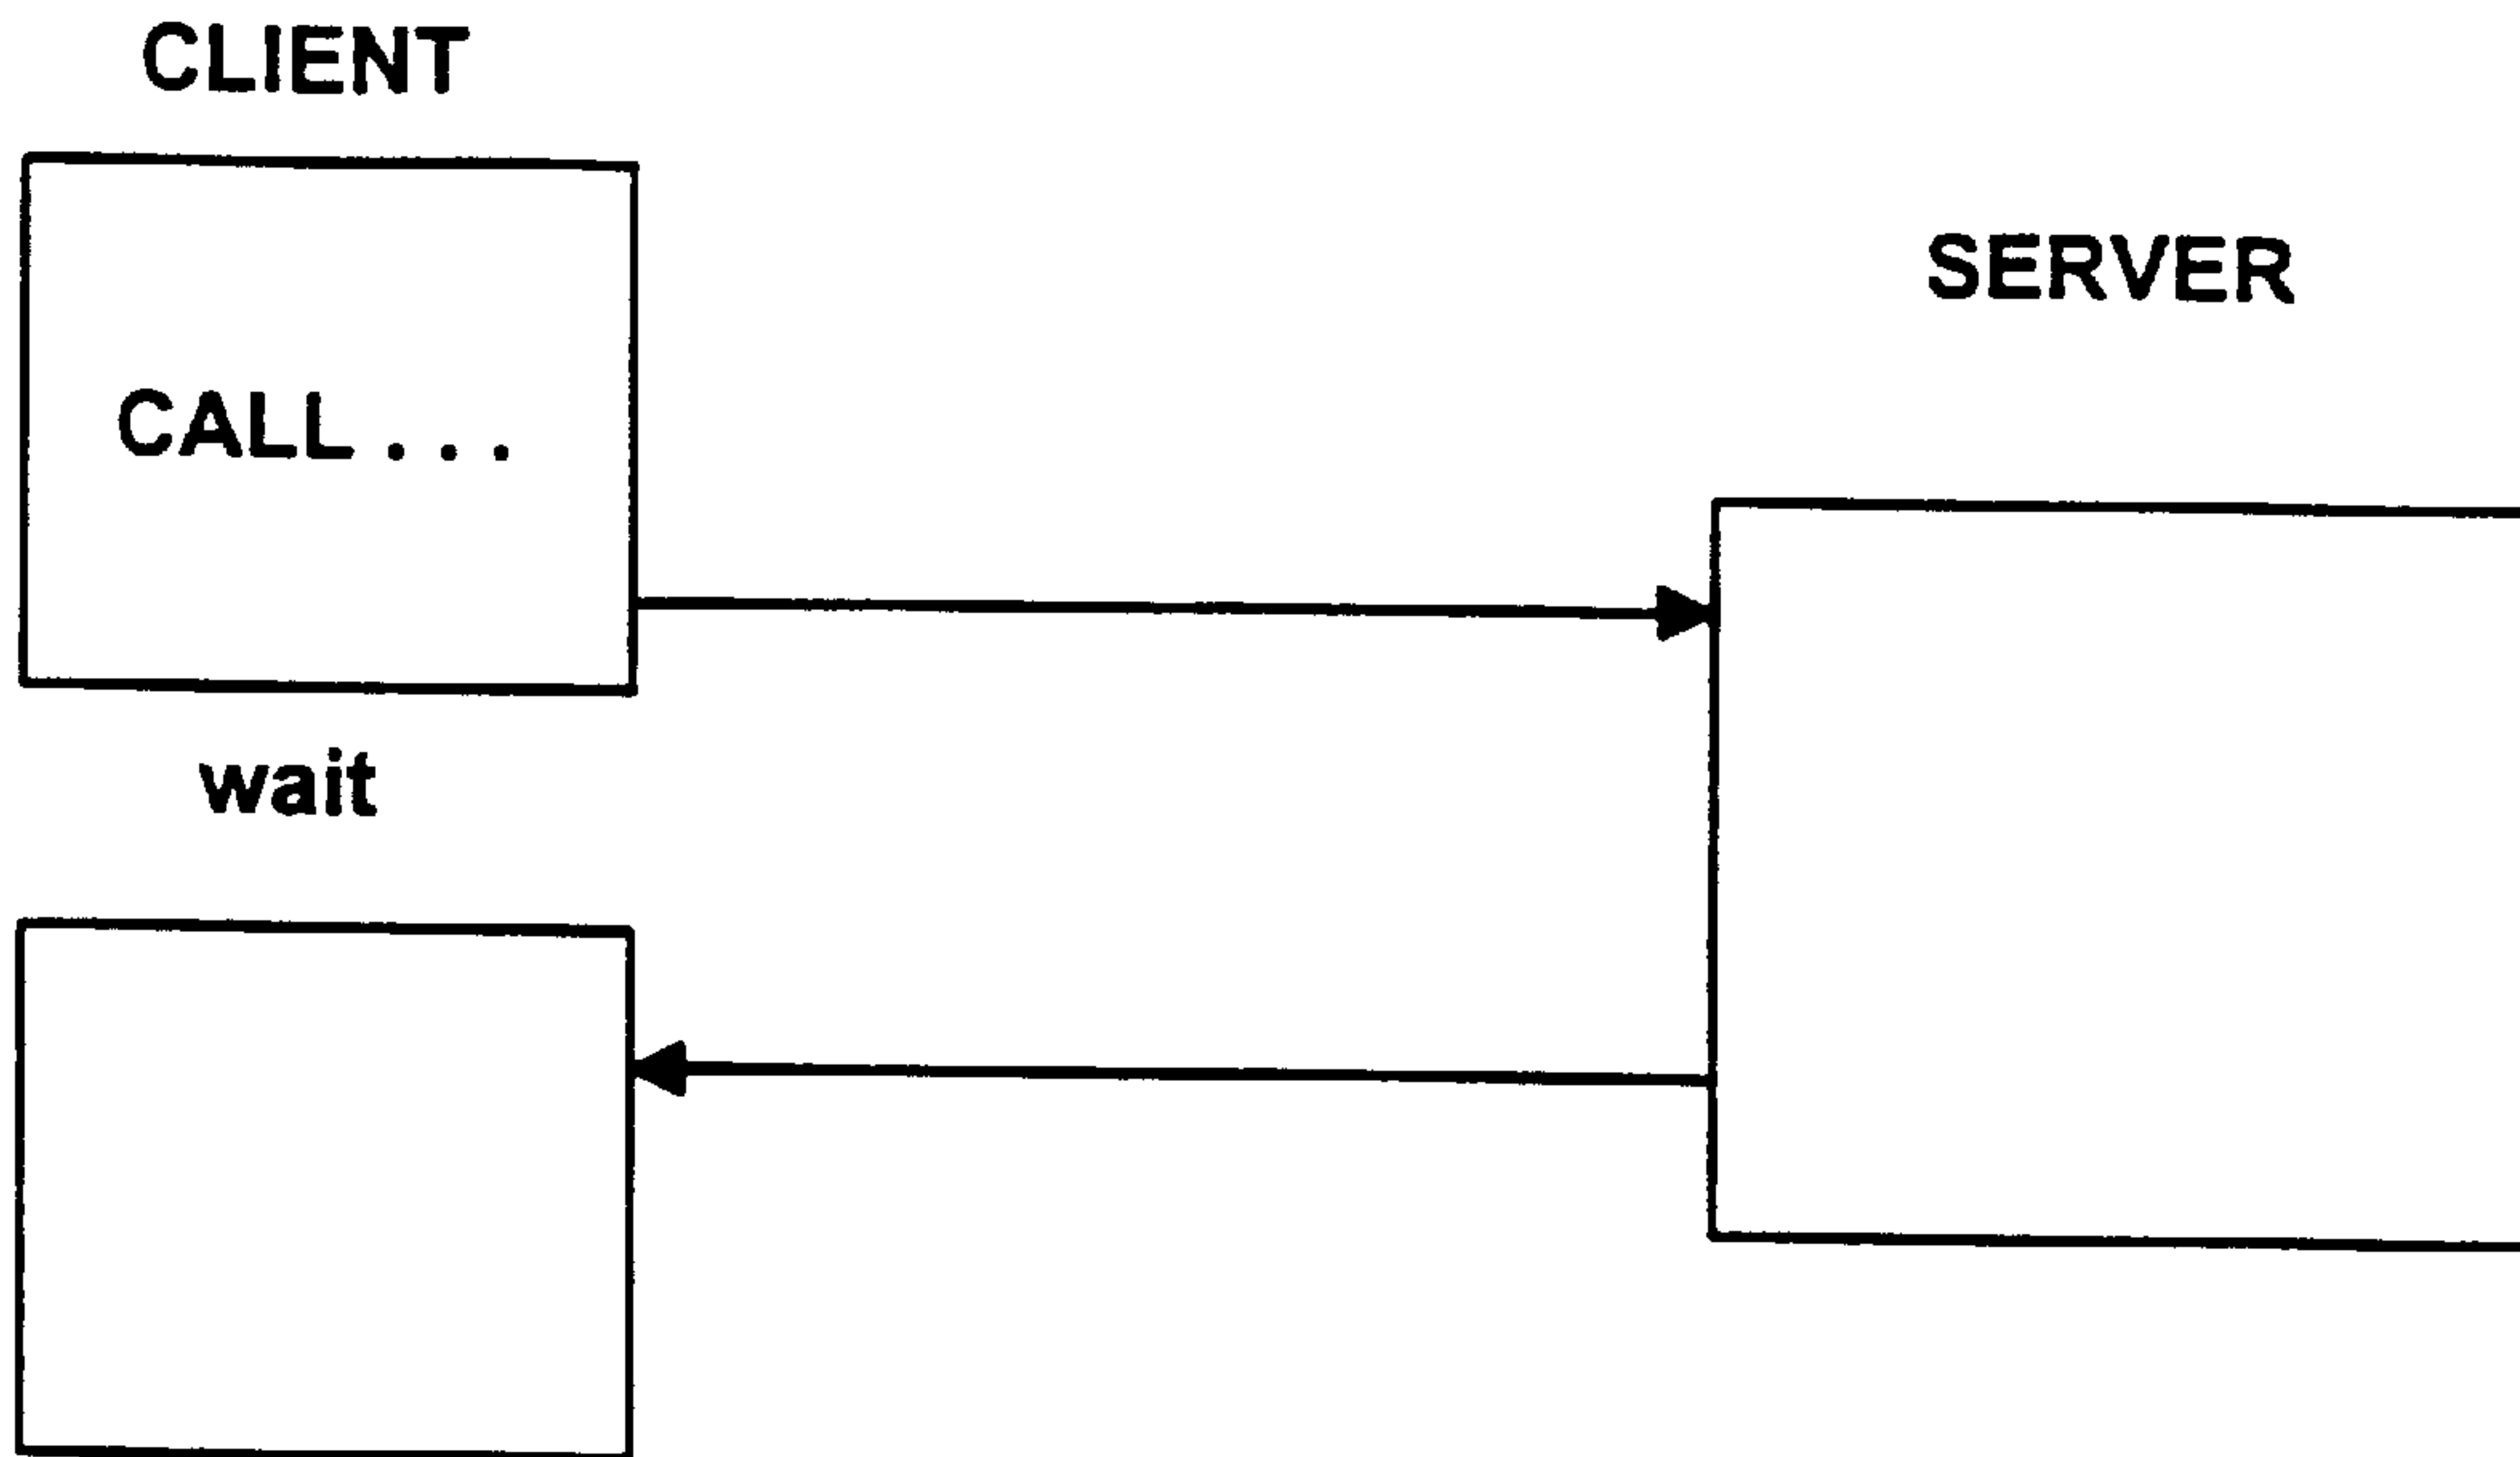 CLIENT
SERVER
CALL . . .
wait